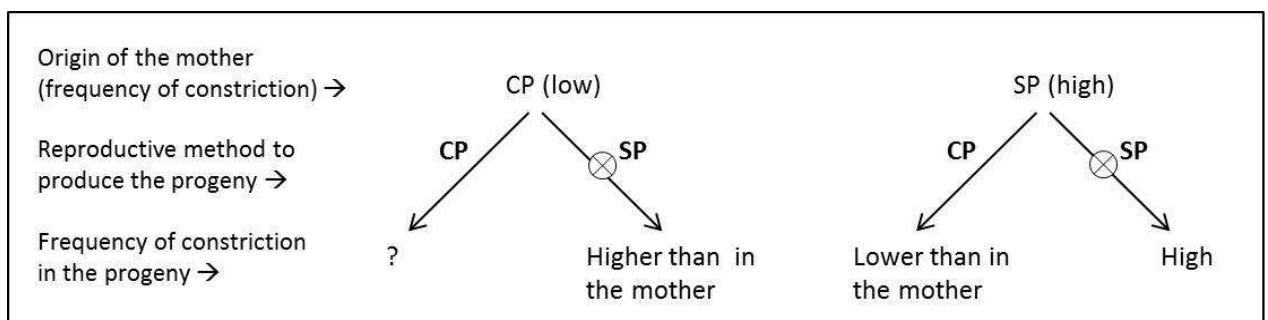 Origin of the mother
(frequency of constriction) →
CP (low)
SP (high)
Reproductive method to
produce the progeny →
CP
SP
CP
SP
Frequency of constriction
in the progeny →
?
Higher than in
the mother
Lower than in
the mother
High